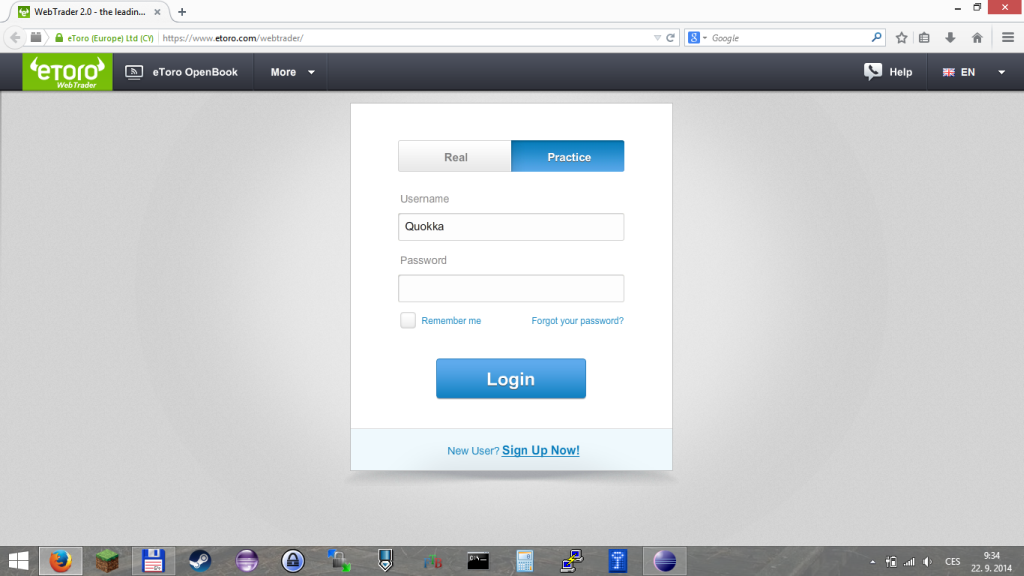 WebTrader 2.0 - the leadin...
eToro (Europe) Ltd (CY)
https://www.etoro.com/webtrader/
Google
eTORO
WebTrader
eToro OpenBook
More
Help
EN
Real
Practice
Username
Quokka
Password
Remember me
Forgot your password?
Login
New User? Sign Up Now!
CES
9:34
22. 9. 2014